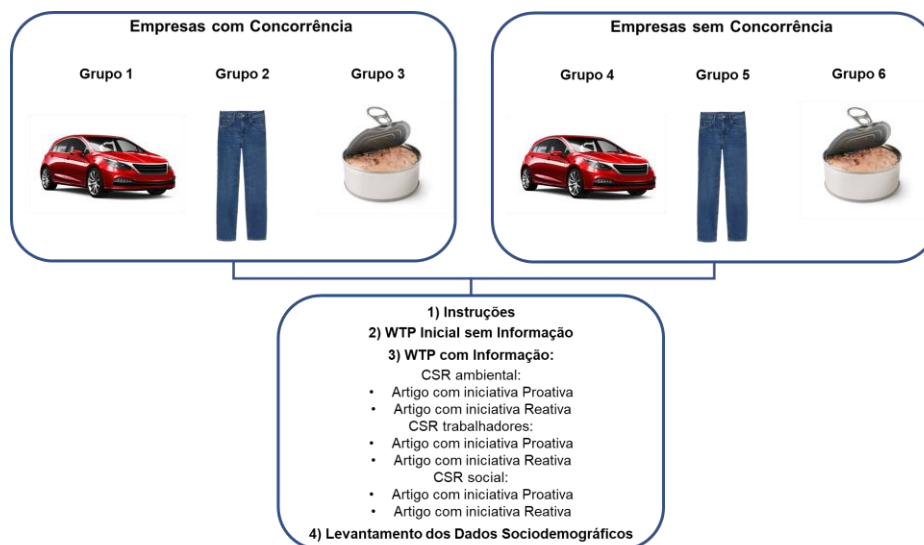 Empresas com Concorrência
Grupo 1
Grupo 2
Grupo 3
Empresas sem Concorrência
Grupo 4
Grupo 5
Grupo 6
1) Instruções
2) WTP Inicial sem Informação
3) WTP com Informação:
CSR ambiental:
• Artigo com iniciativa Proativa
• Artigo com iniciativa Reativa
CSR trabalhadores:
• Artigo com iniciativa Proativa
• Artigo com iniciativa Reativa
CSR social:
• Artigo com iniciativa Proativa
• Artigo com iniciativa Reativa
4) Levantamento dos Dados Sociodemográficos